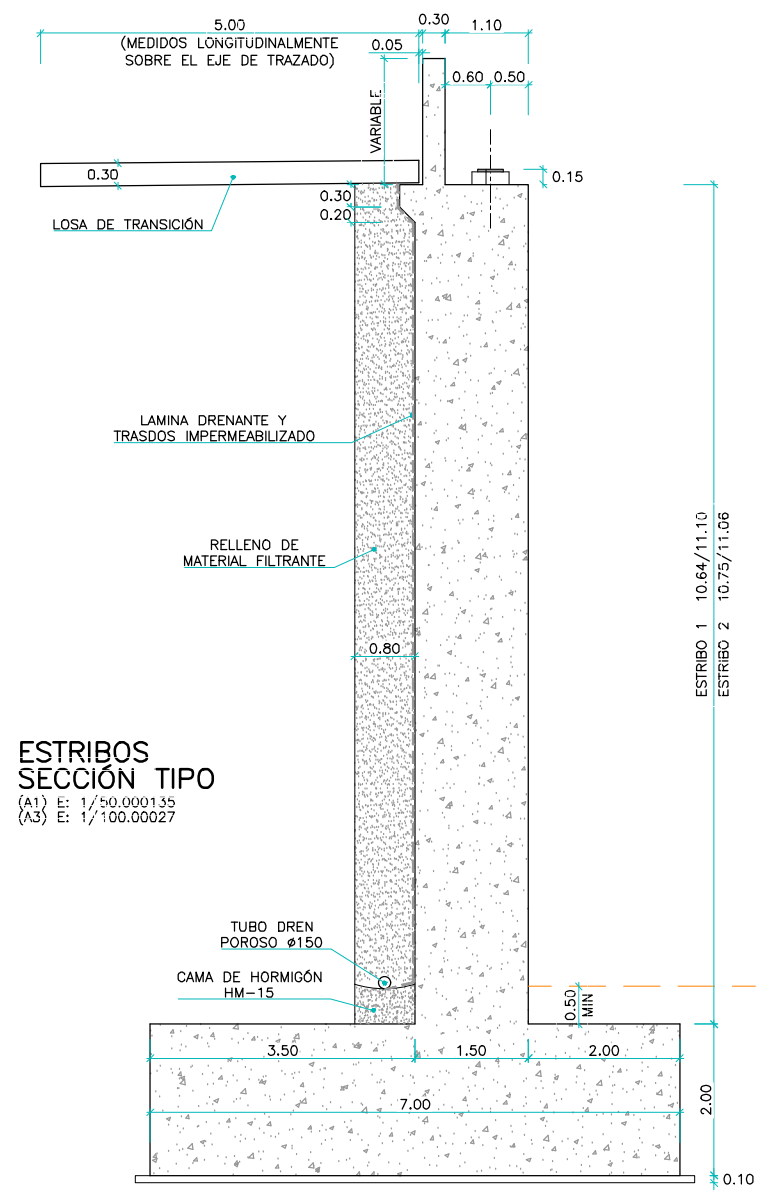 5.00
0.30
1.10
(MEDIDOS LONGITUDINALMENTE
SOBRE EL EJE DE TRAZADO)
0.05
0.60
0.50
VARIABLE
0.30
0.15
0.30
0.20
LOSA DE TRANSICIÓN
LAMINA DRENANTE Y
TRASDOS IMPERMEABILIZADO
RELLENO DE
MATERIAL FILTRANTE
ESTRIBO 1 10.64/11.10
ESTRIBO 2 10.75/11.06
0.80
ESTRIBOS
SECCIÓN TIPO
(A1) E: 1/50.000135
(A3) E: 1/100.00027
TUBO DREN
POROSO ø150
CAMA DE HORMIGÓN
HM-15
0.50
MIN
3.50
1.50
2.00
7.00
2.00
0.10